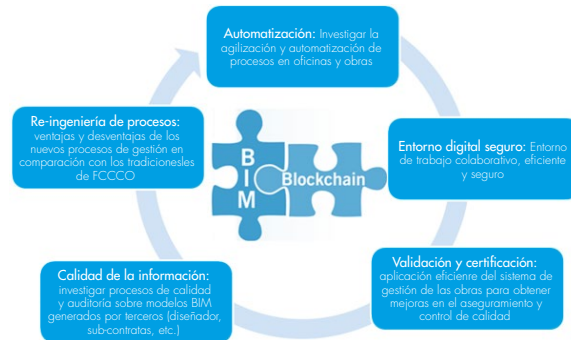 Automatización: Investigar la
agilización y automatización de
procesos en oficinas y obras
Entorno digital seguro: Entorno
de trabajo colaborativo, eficiente
y seguro
Validación y certificación:
aplicación eficienre del sistema de
gestión de las obras para obtener
mejoras en el aseguramiento y
control de calidad
Calidad de la información:
investigar procesos de calidad
y auditoría sobre modelos BIM
generados por terceros (diseñador,
sub-contratas, etc.)
Re-ingeniería de procesos:
ventajas y desventajas de los
nuevos procesos de gestión en
comparación con los tradicionesles
de FCCCO
BIM
Blockchain